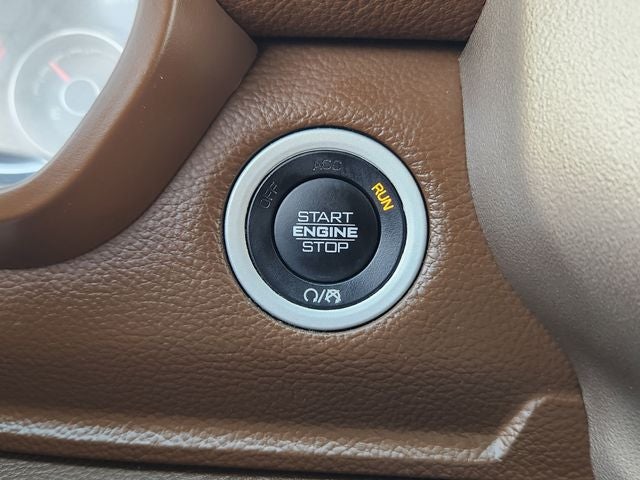 OFF
ACC
RUN
START
ENGINE
STOP